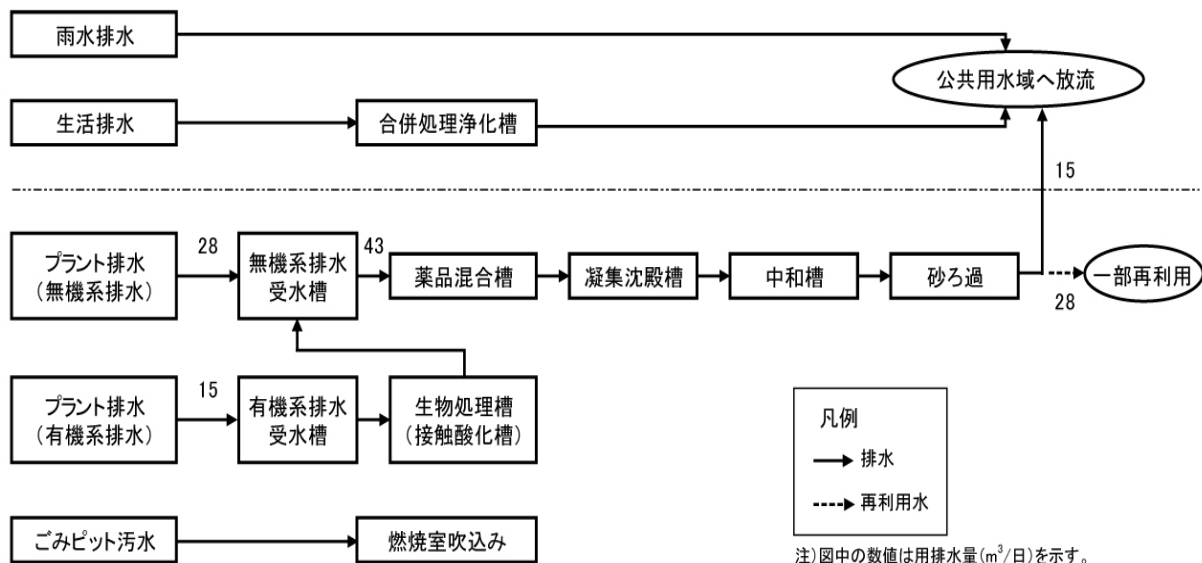 雨水排水
公共用水域へ放流
生活排水
合併処理浄化槽
15
28
43
プラント排水
(無機系排水)
無機系排水
受水槽
薬品混合槽
凝集沈殿槽
中和槽
砂ろ過
一部再利用
28
15
プラント排水
(有機系排水)
有機系排水
受水槽
生物処理槽
(接触酸化槽)
凡例
排水
再利用水
ごみピット汚水
燃焼室吹込み
注)図中の数値は用排水量(m³/日)を示す。